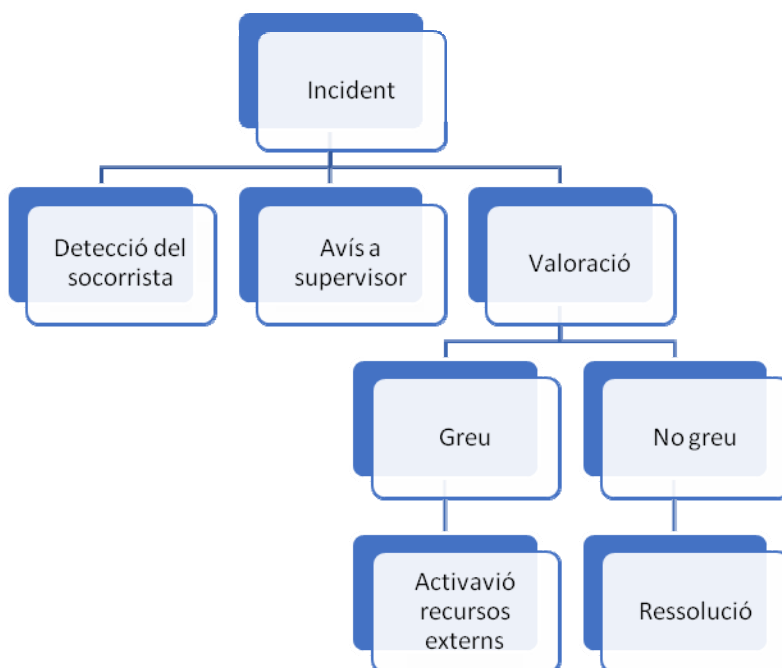 Incident
Detecció del
socorrista
Avís a
supervisor
Valoració
Greu
No greu
Activavió
recursos
externs
Ressolució